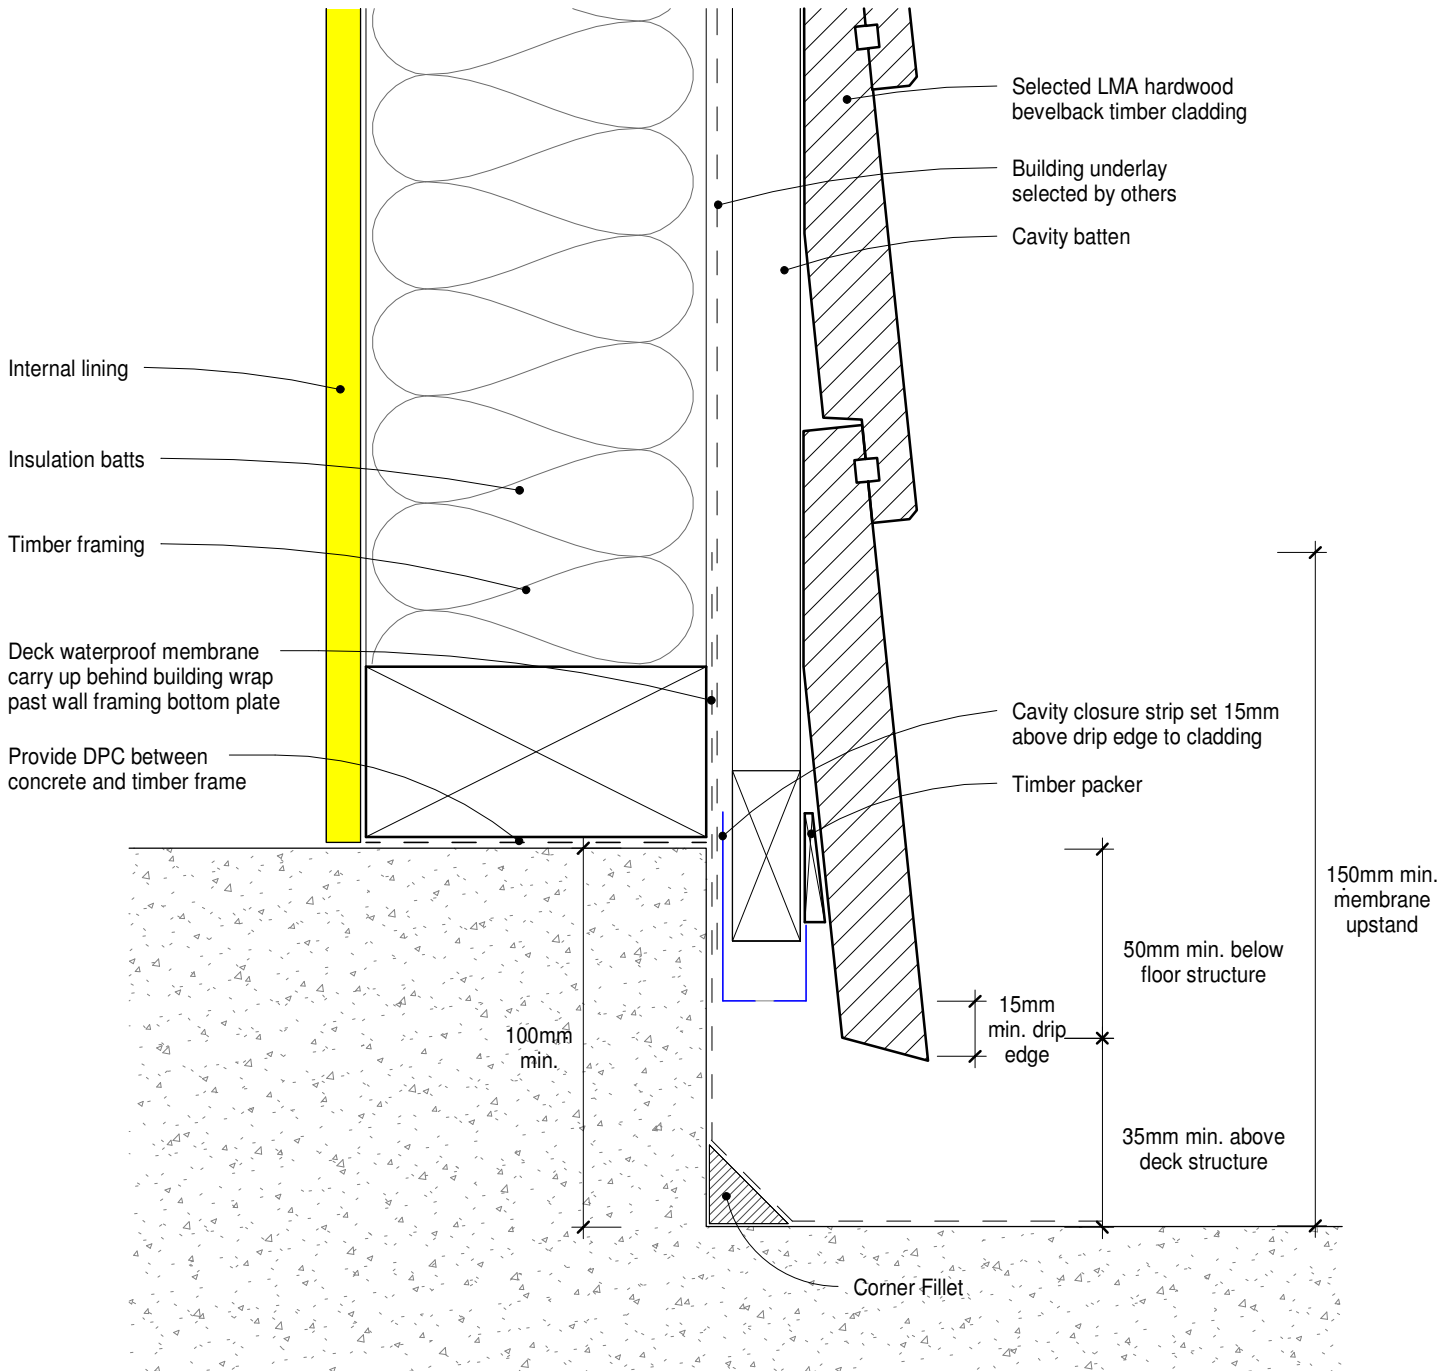 Selected LMA hardwood
bevelback timber cladding
Building underlay
selected by others
Cavity batten
Internal lining
Insulation batts
Timber framing
Deck waterproof membrane
carry up behind building wrap
past wall framing bottom plate
Provide DPC between
concrete and timber frame
Cavity closure strip set 15mm
above drip edge to cladding
Timber packer
150mm min.
membrane
upstand
50mm min. below
floor structure
15mm
min. drip
edge
100mm
min.
35mm min. above
deck structure
Corner Fillet